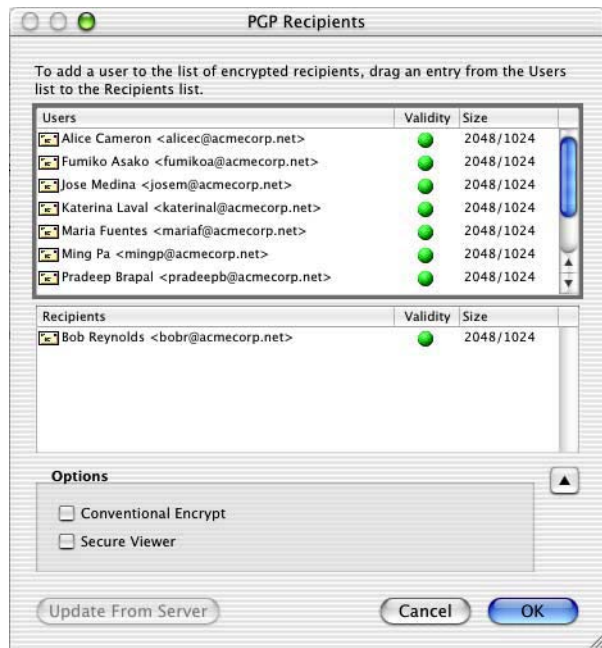 PGP Recipients
To add a user to the list of encrypted recipients, drag an entry from the Users
list to the Recipients list.
Users Validity Size
Alice Cameron <alicec@acmecorp.net> 2048/1024
Fumiko Asako <fumikoa@acmecorp.net> 2048/1024
Jose Medina <josem@acmecorp.net> 2048/1024
Katerina Laval <katerinal@acmecorp.net> 2048/1024
Maria Fuentes <mariaf@acmecorp.net> 2048/1024
Ming Pa <mingp@acmecorp.net> 2048/1024
Pradeep Brapal <pradeepb@acmecorp.net> 2048/1024
Recipients Validity Size
Bob Reynolds <bobr@acmecorp.net> 2048/1024
Options
Conventional Encrypt
Secure Viewer
Update From Server Cancel OK